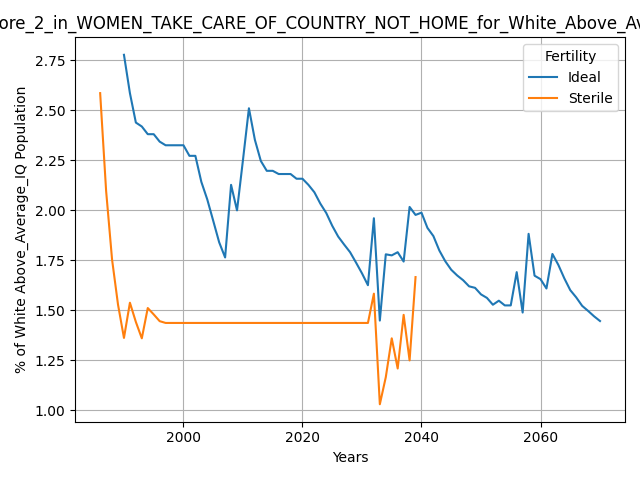 ore_2_in_WOMEN_TAKE_CARE_OF_COUNTRY_NOT_HOME_for_White_Above_Av
Fertility
Ideal
Sterile
% of White Above_Average_IQ Population
2.75
2.50
2.25
2.00
1.75
1.50
1.25
1.00
2000 2020 2040 2060
Years